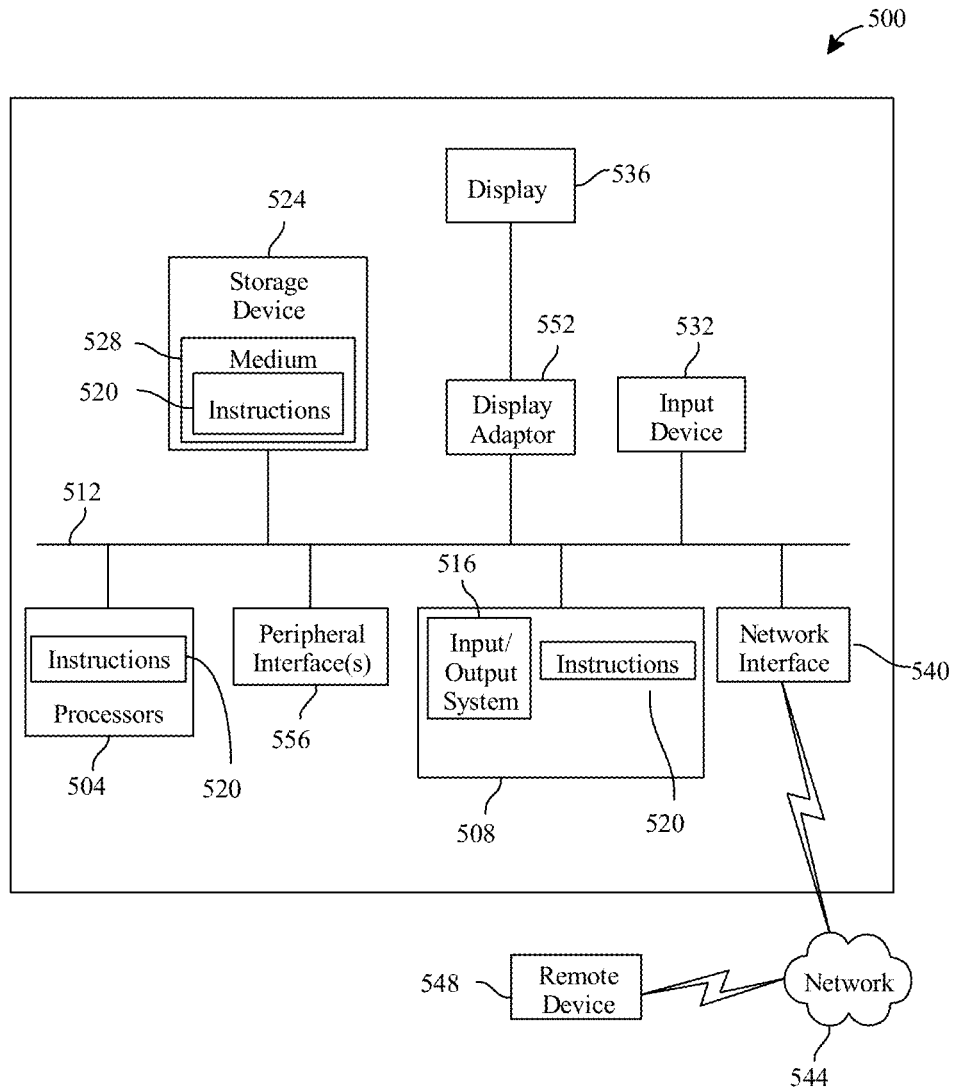 500
Display
536
524
Storage
Device
528
Medium
520
Instructions
552
Display
Adaptor
532
Input
Device
512
516
Instructions
Processors
504
520
Peripheral
Interface(s)
556
Input/
Output
System
Instructions
508
520
Network
Interface
540
548
Remote
Device
Network
544